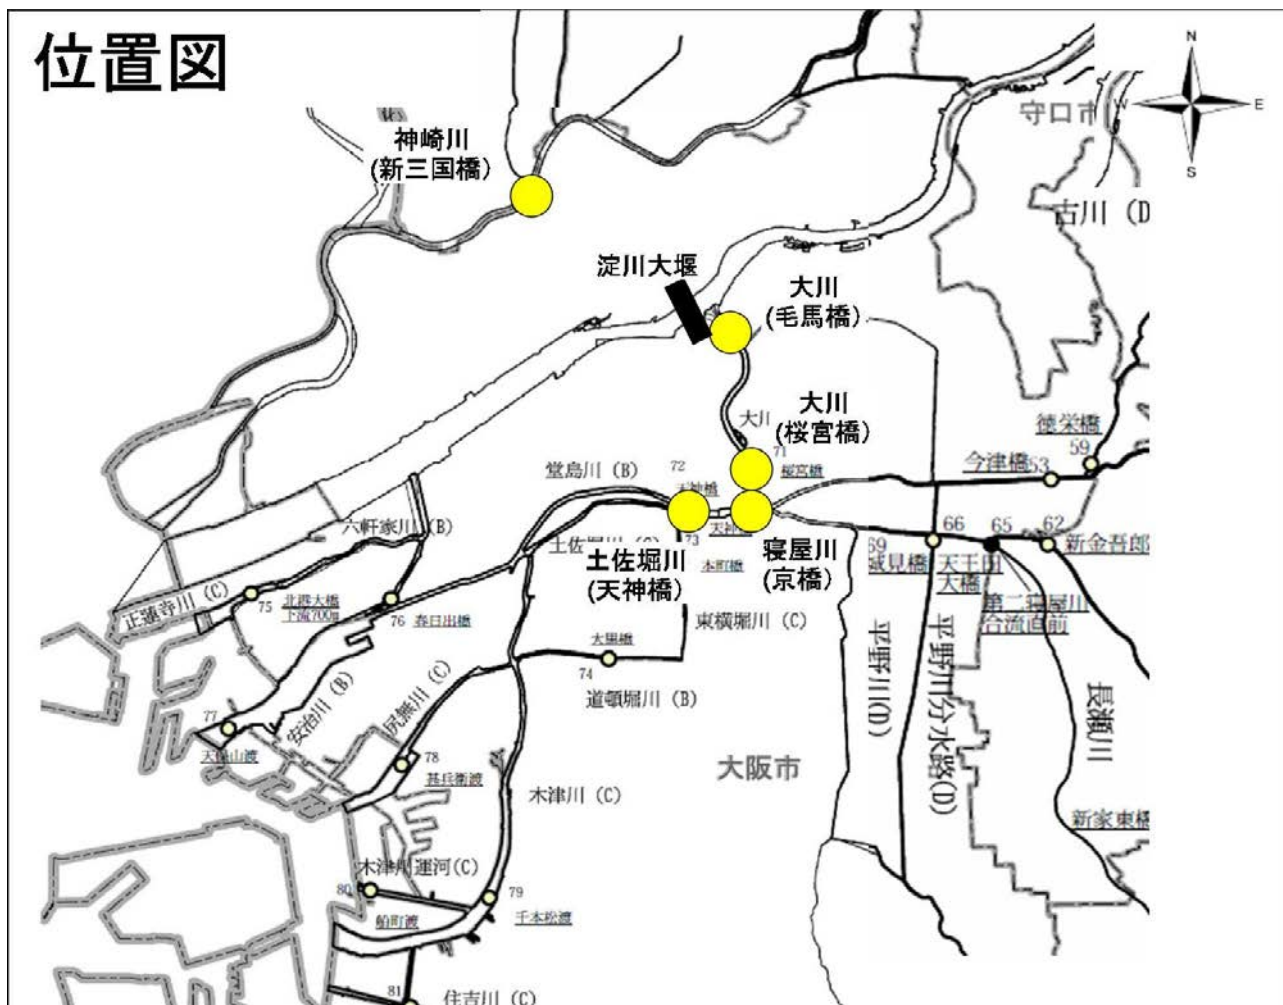 位置図
N
W
E
S
守口市
神崎川
(新三国橋)
古川（D
淀川大堰
大川
(毛馬橋)
大川
(桜宮橋)
大川
71
桜宮橋
徳栄橋
59
今津橋
53
堂島川（B）
72
天神橋
73
六軒家川（B）
土佐堀川
(天神橋)
本町橋
寝屋川
(京橋)
69
城見橋
66
65
62
天王田
大橋
新金吾郎
第二寝屋川
合流直前
正蓮寺川（C）
75
北港大橋
下流700m
76
春日出橋
大黒橋
74
東横堀川（C）
道頓堀川（B）
平野川(D)
平野川分水路(D)
長瀬川
77
天保山渡
安治川（B）
尻無川（C）
78
甚兵衛渡
大阪市
木津川（C）
新家東橋
木津川運河(C)
80
船町渡
79
千本松渡
81
住吉川（C）